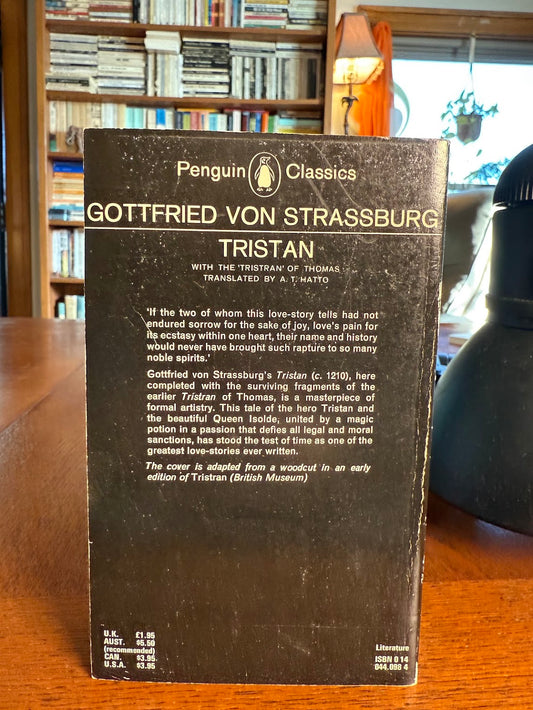 Penguin Classics
GOTTFRIED VON STRASSBURG
TRISTAN
WITH THE 'TRISTRAN' OF THOMAS
TRANSLATED BY A. T. HATTO
'If the two of whom this love-story tells had not
endured sorrow for the sake of joy, love's pain for
its ecstasy within one heart, their name and history
would never have brought such rapture to so many
noble spirits.'
Gottfried von Strassburg's Tristan (c. 1210), here
completed with the surviving fragments of the
earlier Tristran of Thomas, is a masterpiece of
formal artistry. This tale of the hero Tristan and
the beautiful Queen Isolde, united by a magic
potion in a passion that defies all legal and moral
sanctions, has stood the test of time as one of the
greatest love-stories ever written.
The cover is adapted from a woodcut in an early
edition of Tristran (British Museum)
U.K. £1.95
AUST. $5.50
(recommended)
CAN. $3.95
U.S.A. $3.95
Literature
ISBN 0 14
044.098 4